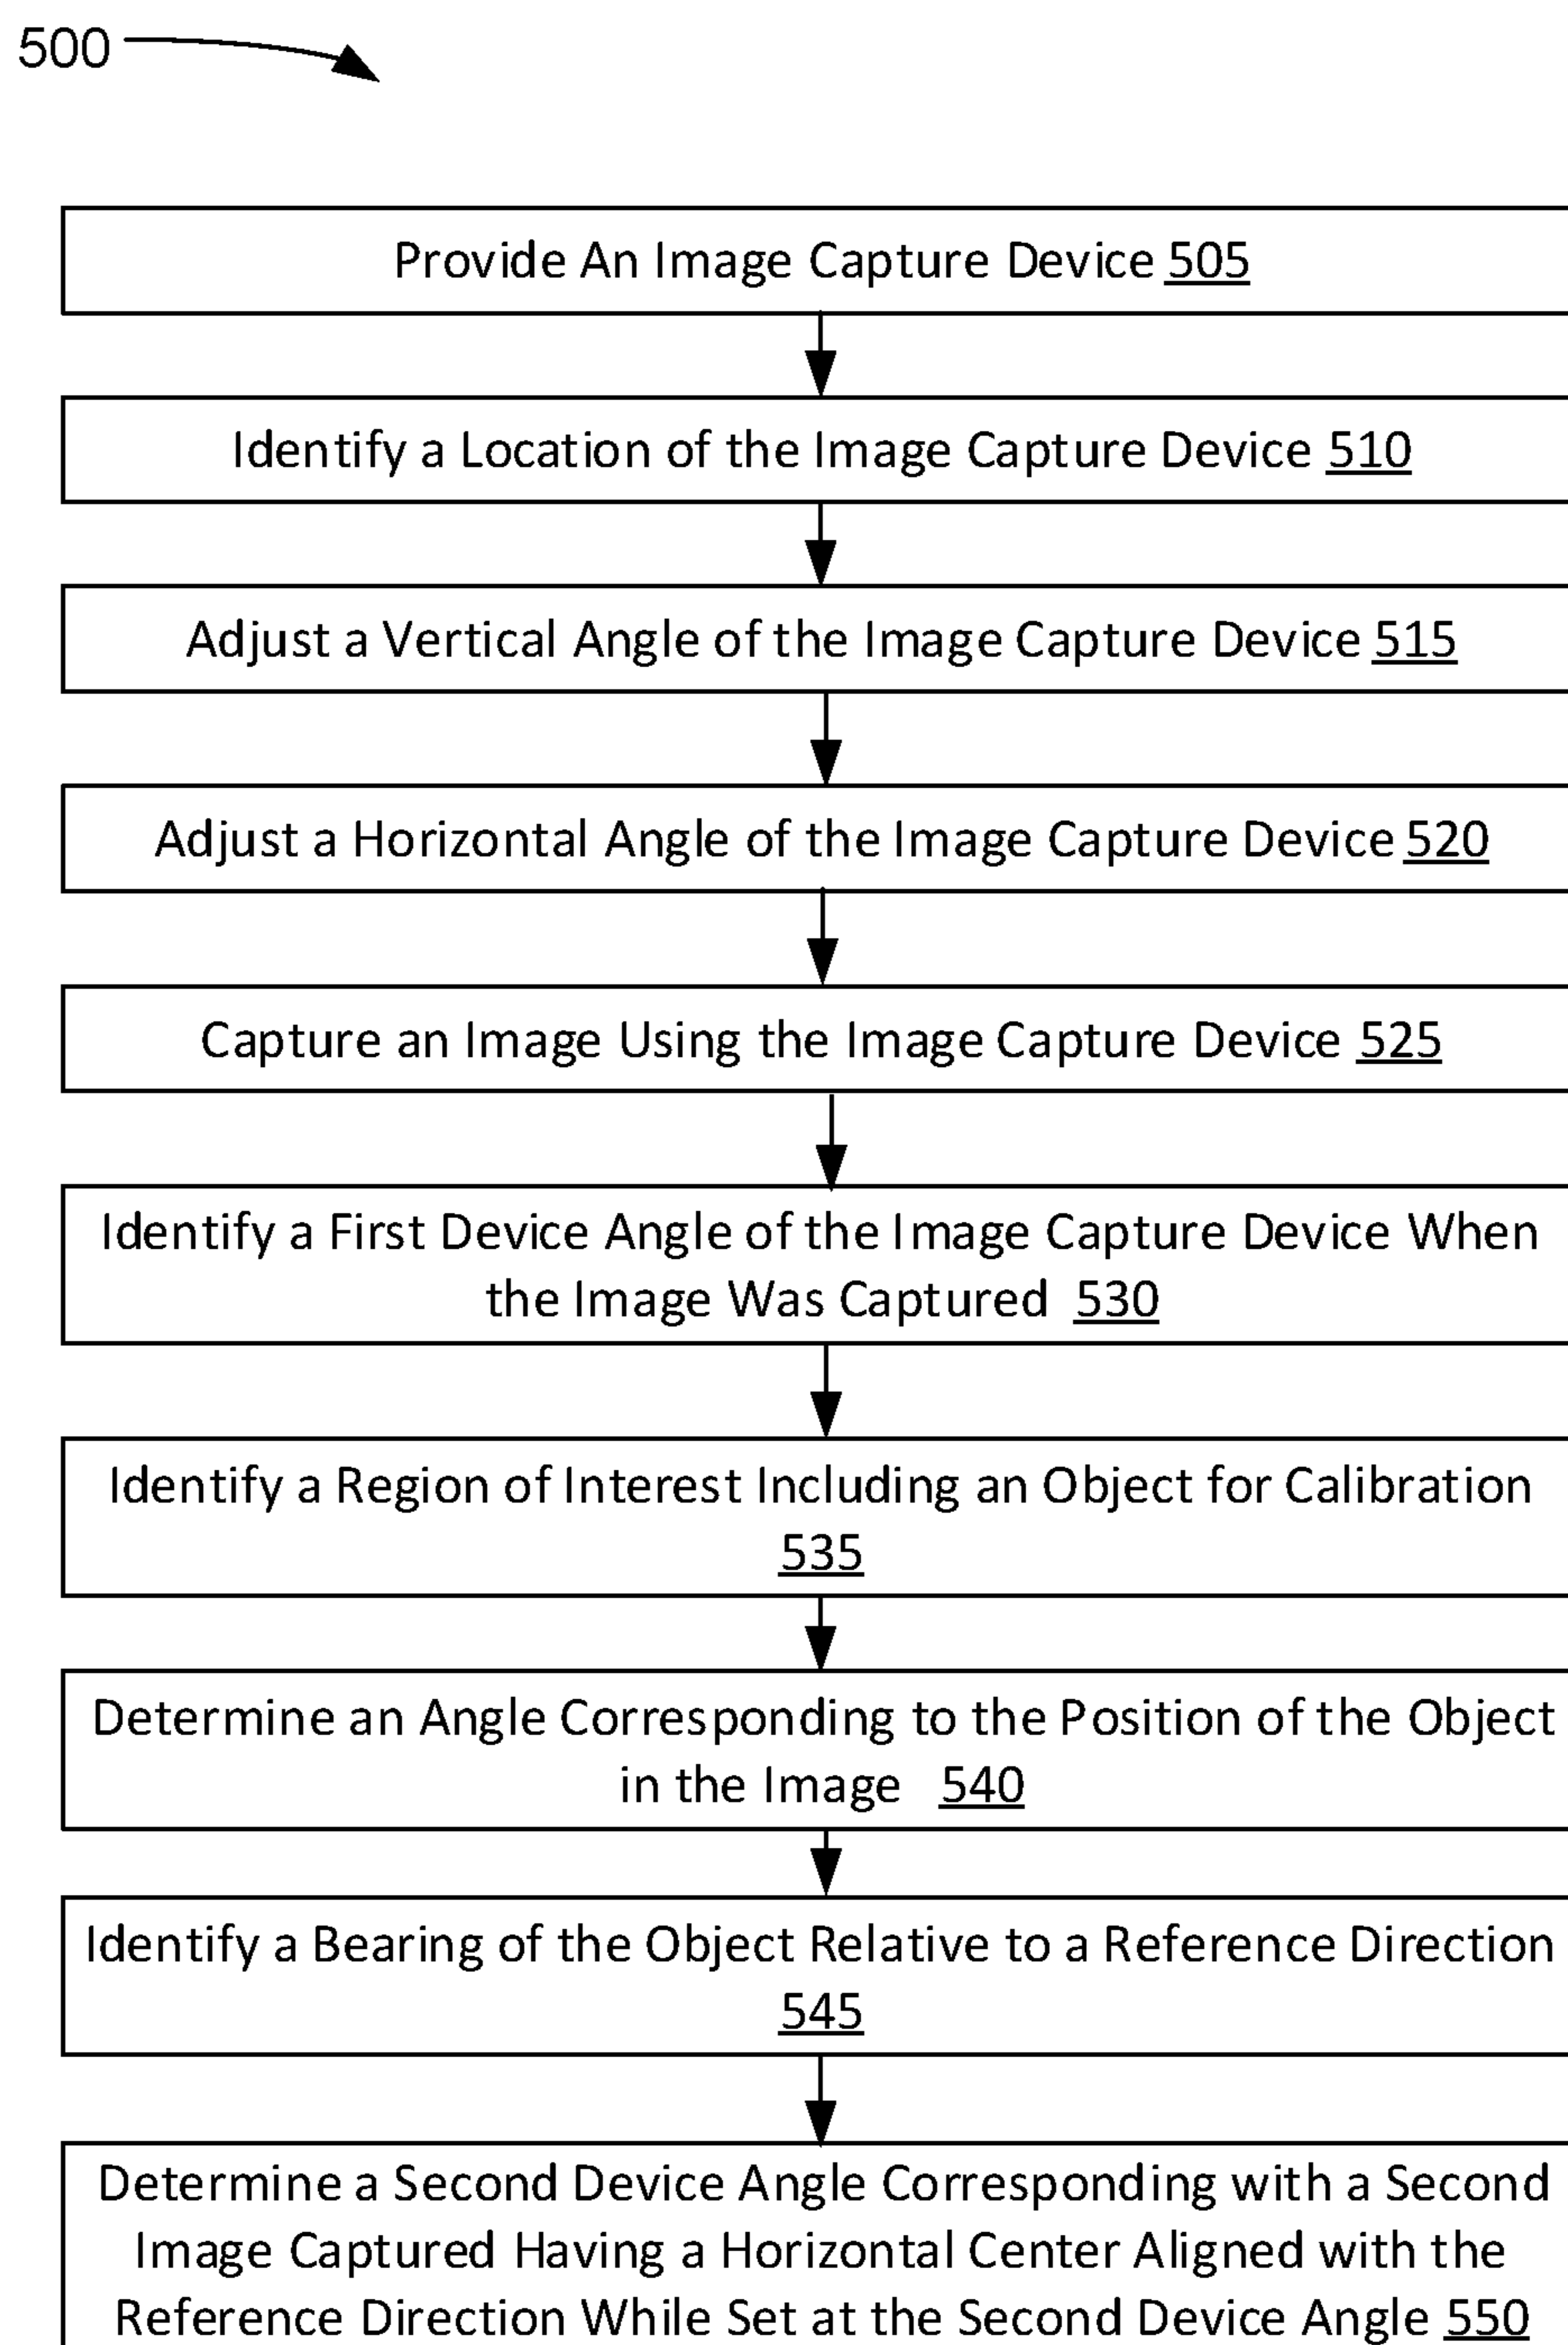 500
Provide An Image Capture Device 505
Identify a Location of the Image Capture Device 510
Adjust a Vertical Angle of the Image Capture Device 515
Adjust a Horizontal Angle of the Image Capture Device 520
Capture an Image Using the Image Capture Device 525
Identify a First Device Angle of the Image Capture Device When
the Image Was Captured 530
Identify a Region of Interest Including an Object for Calibration
535
Determine an Angle Corresponding to the Position of the Object
in the Image 540
Identify a Bearing of the Object Relative to a Reference Direction
545
Determine a Second Device Angle Corresponding with a Second
Image Captured Having a Horizontal Center Aligned with the
Reference Direction While Set at the Second Device Angle 550